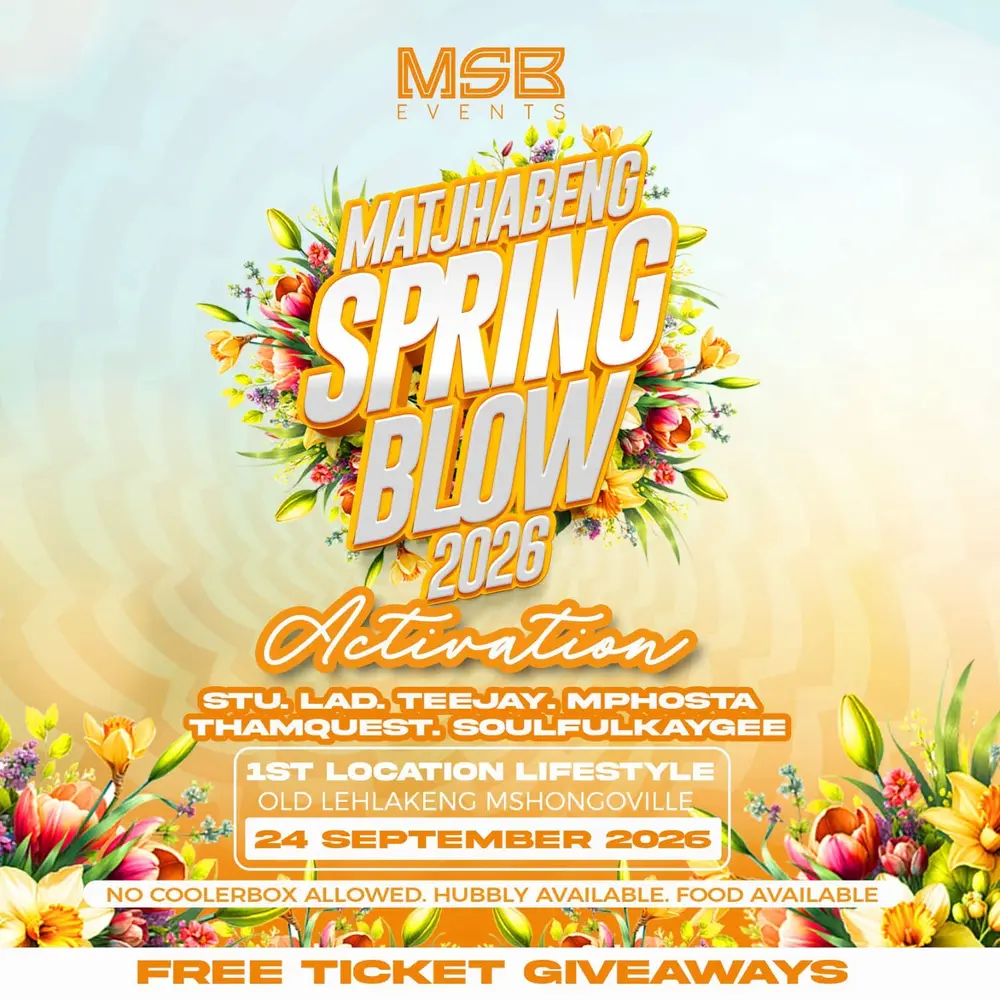 MSB
EVENTS
MATJHABENG
SPRING
BLOW
2026
Activation
STU. LAD. TEEJAY. MPHOSTA
THAMQUEST. SOULFULKAYGEE
1ST LOCATION LIFESTYLE
OLD LEHLAKENG MSHONGOVILLE
24 SEPTEMBER 2026
NO COOLERBOX ALLOWED. HUBBLY AVAILABLE. FOOD AVAILABLE
FREE TICKET GIVEAWAYS